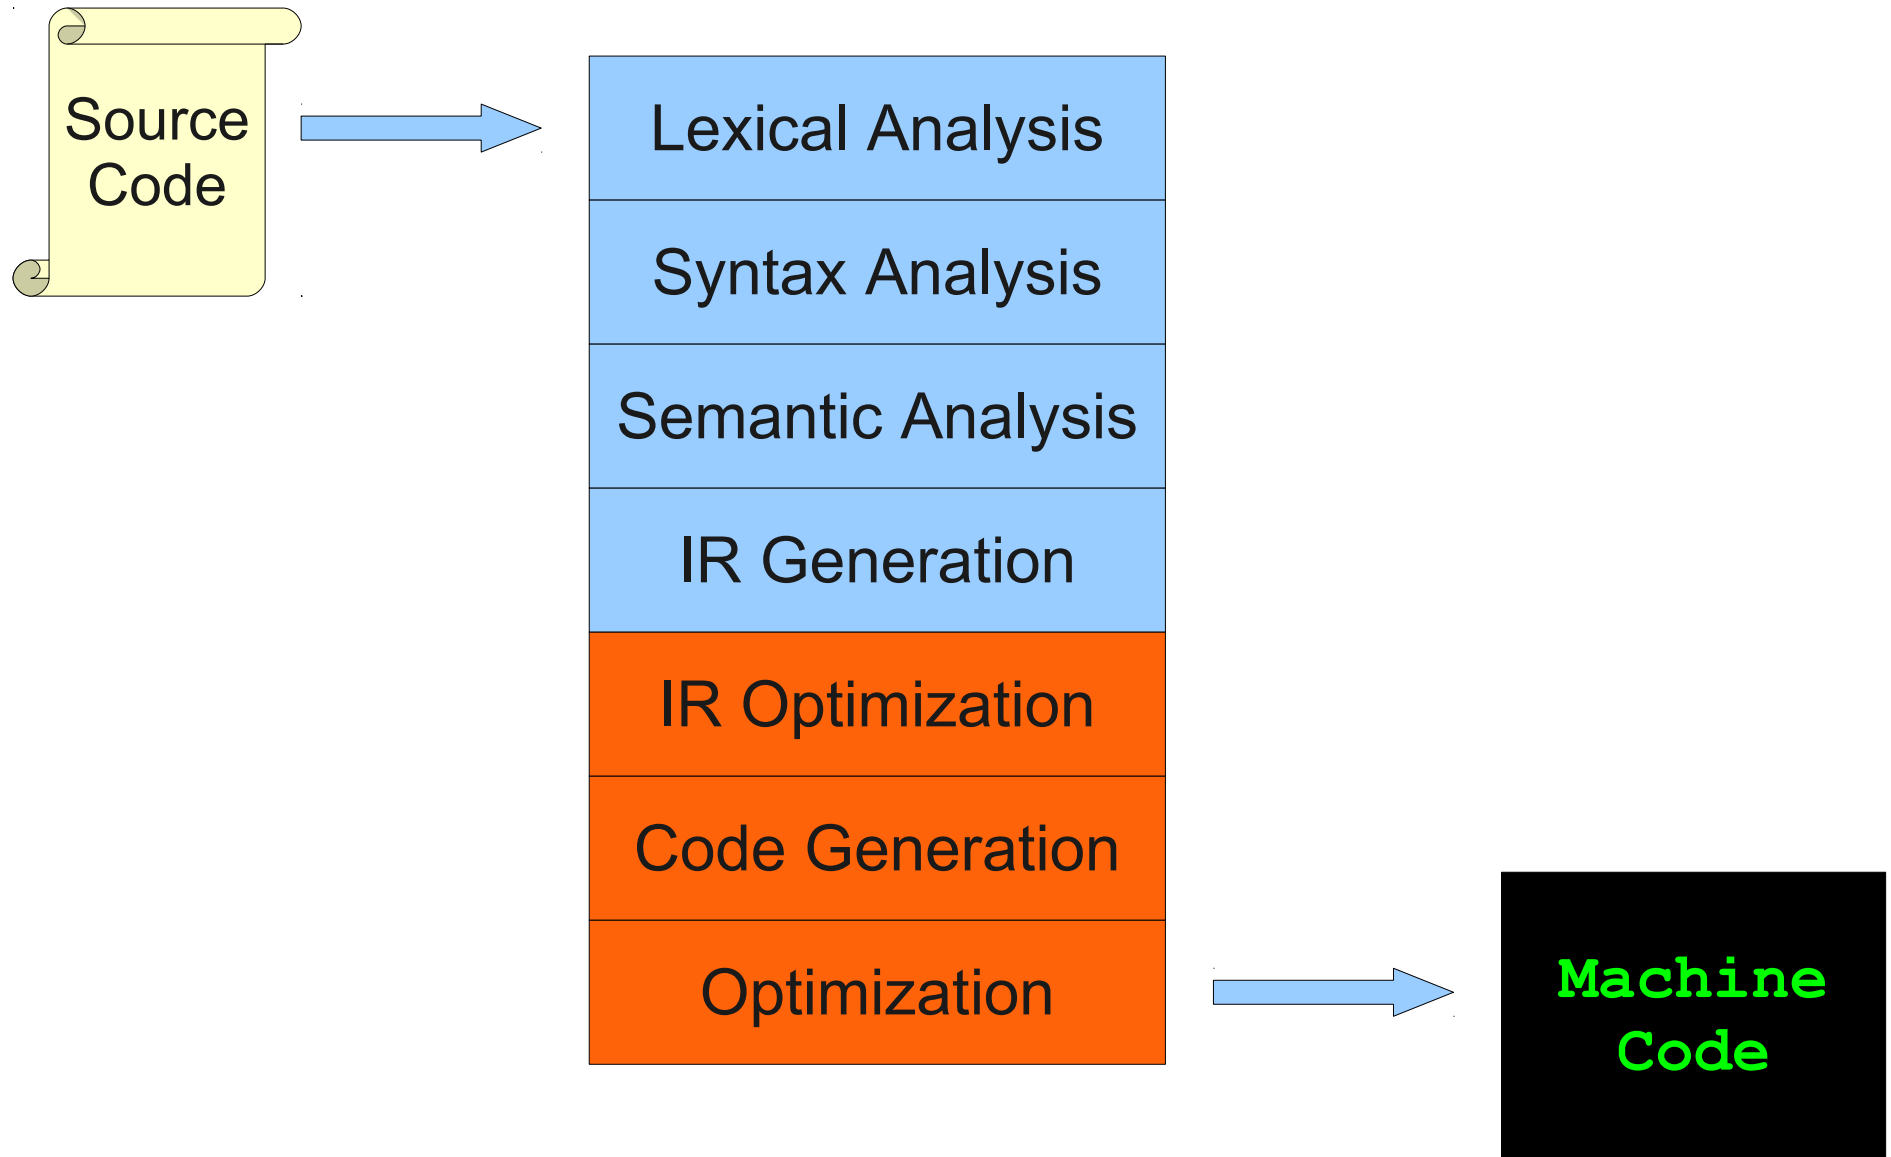 Source
Code
Lexical Analysis
Syntax Analysis
Semantic Analysis
IR Generation
IR Optimization
Code Generation
Optimization
Machine
Code